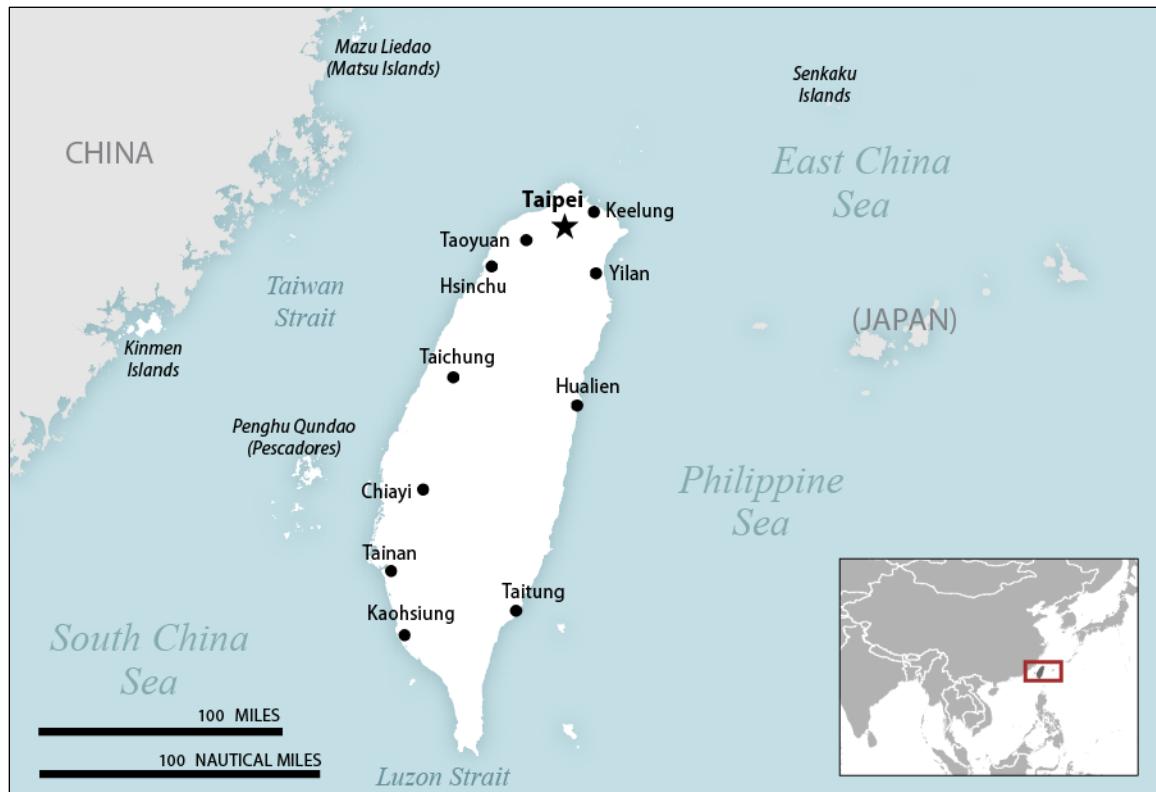 Mazu Liedao
(Matsu Islands)
Senkaku
Islands
CHINA
East China
Sea
Taipei
Keelung
Taoyuan
Hsinchu
Yilan
Taiwan
Strait
(JAPAN)
Kinmen
Islands
Taichung
Hualien
Penghu Qundao
(Pescadores)
Chiayi
Philippine
Sea
Tainan
Taitung
Kaohsiung
South China
Sea
100 MILES
100 NAUTICAL MILES
Luzon Strait